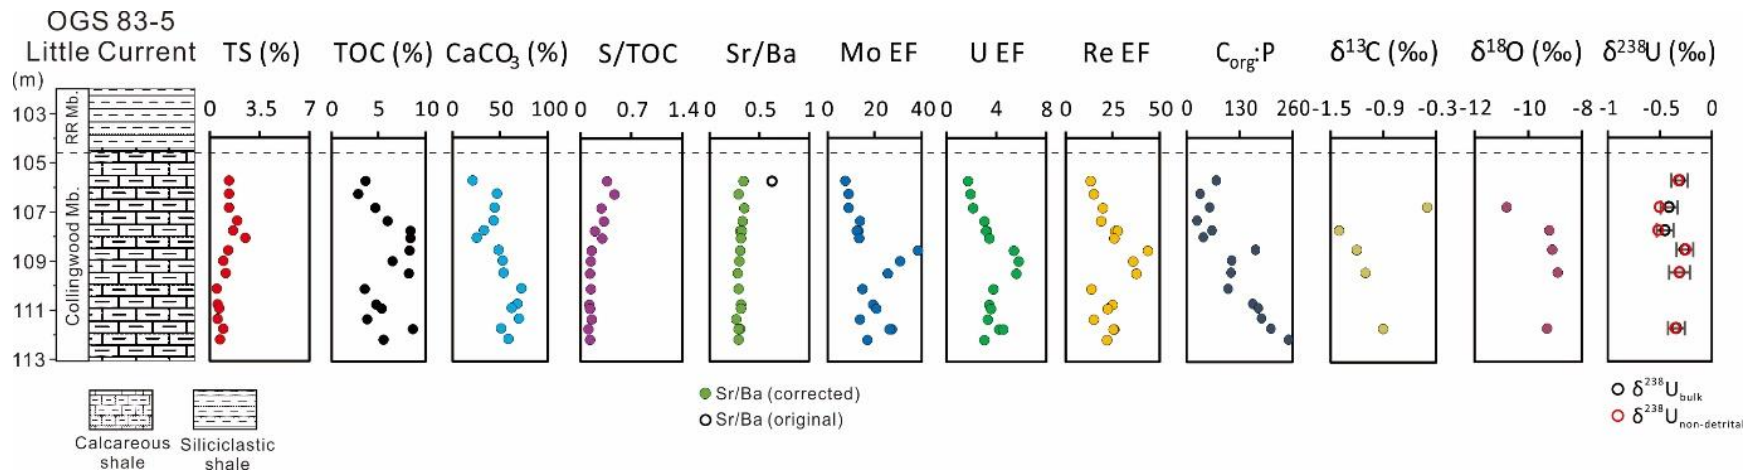 OGS 83-5
Little Current
TS (%) TOC (%) CaCO₃ (%) S/TOC Sr/Ba Mo EF U EF Re EF C_org:P δ¹³C (‰) δ¹⁸O (‰) δ²³⁸U (‰)
(m)
0 3.5 7 0 5 10 0 50 100 0 0.7 1.4 0 0.5 1 0 20 40 0 4 8 0 25 50 0 130 260 -1.5 -0.9 -0.3 -12 -10 -8 -1 -0.5 0
103
105
107
109
111
113
RR Mb.
Collingwood Mb.
Calcareous shale
Siliciclastic shale
Sr/Ba (corrected)
Sr/Ba (original)
δ²³⁸U_bulk
δ²³⁸U_non-detrital